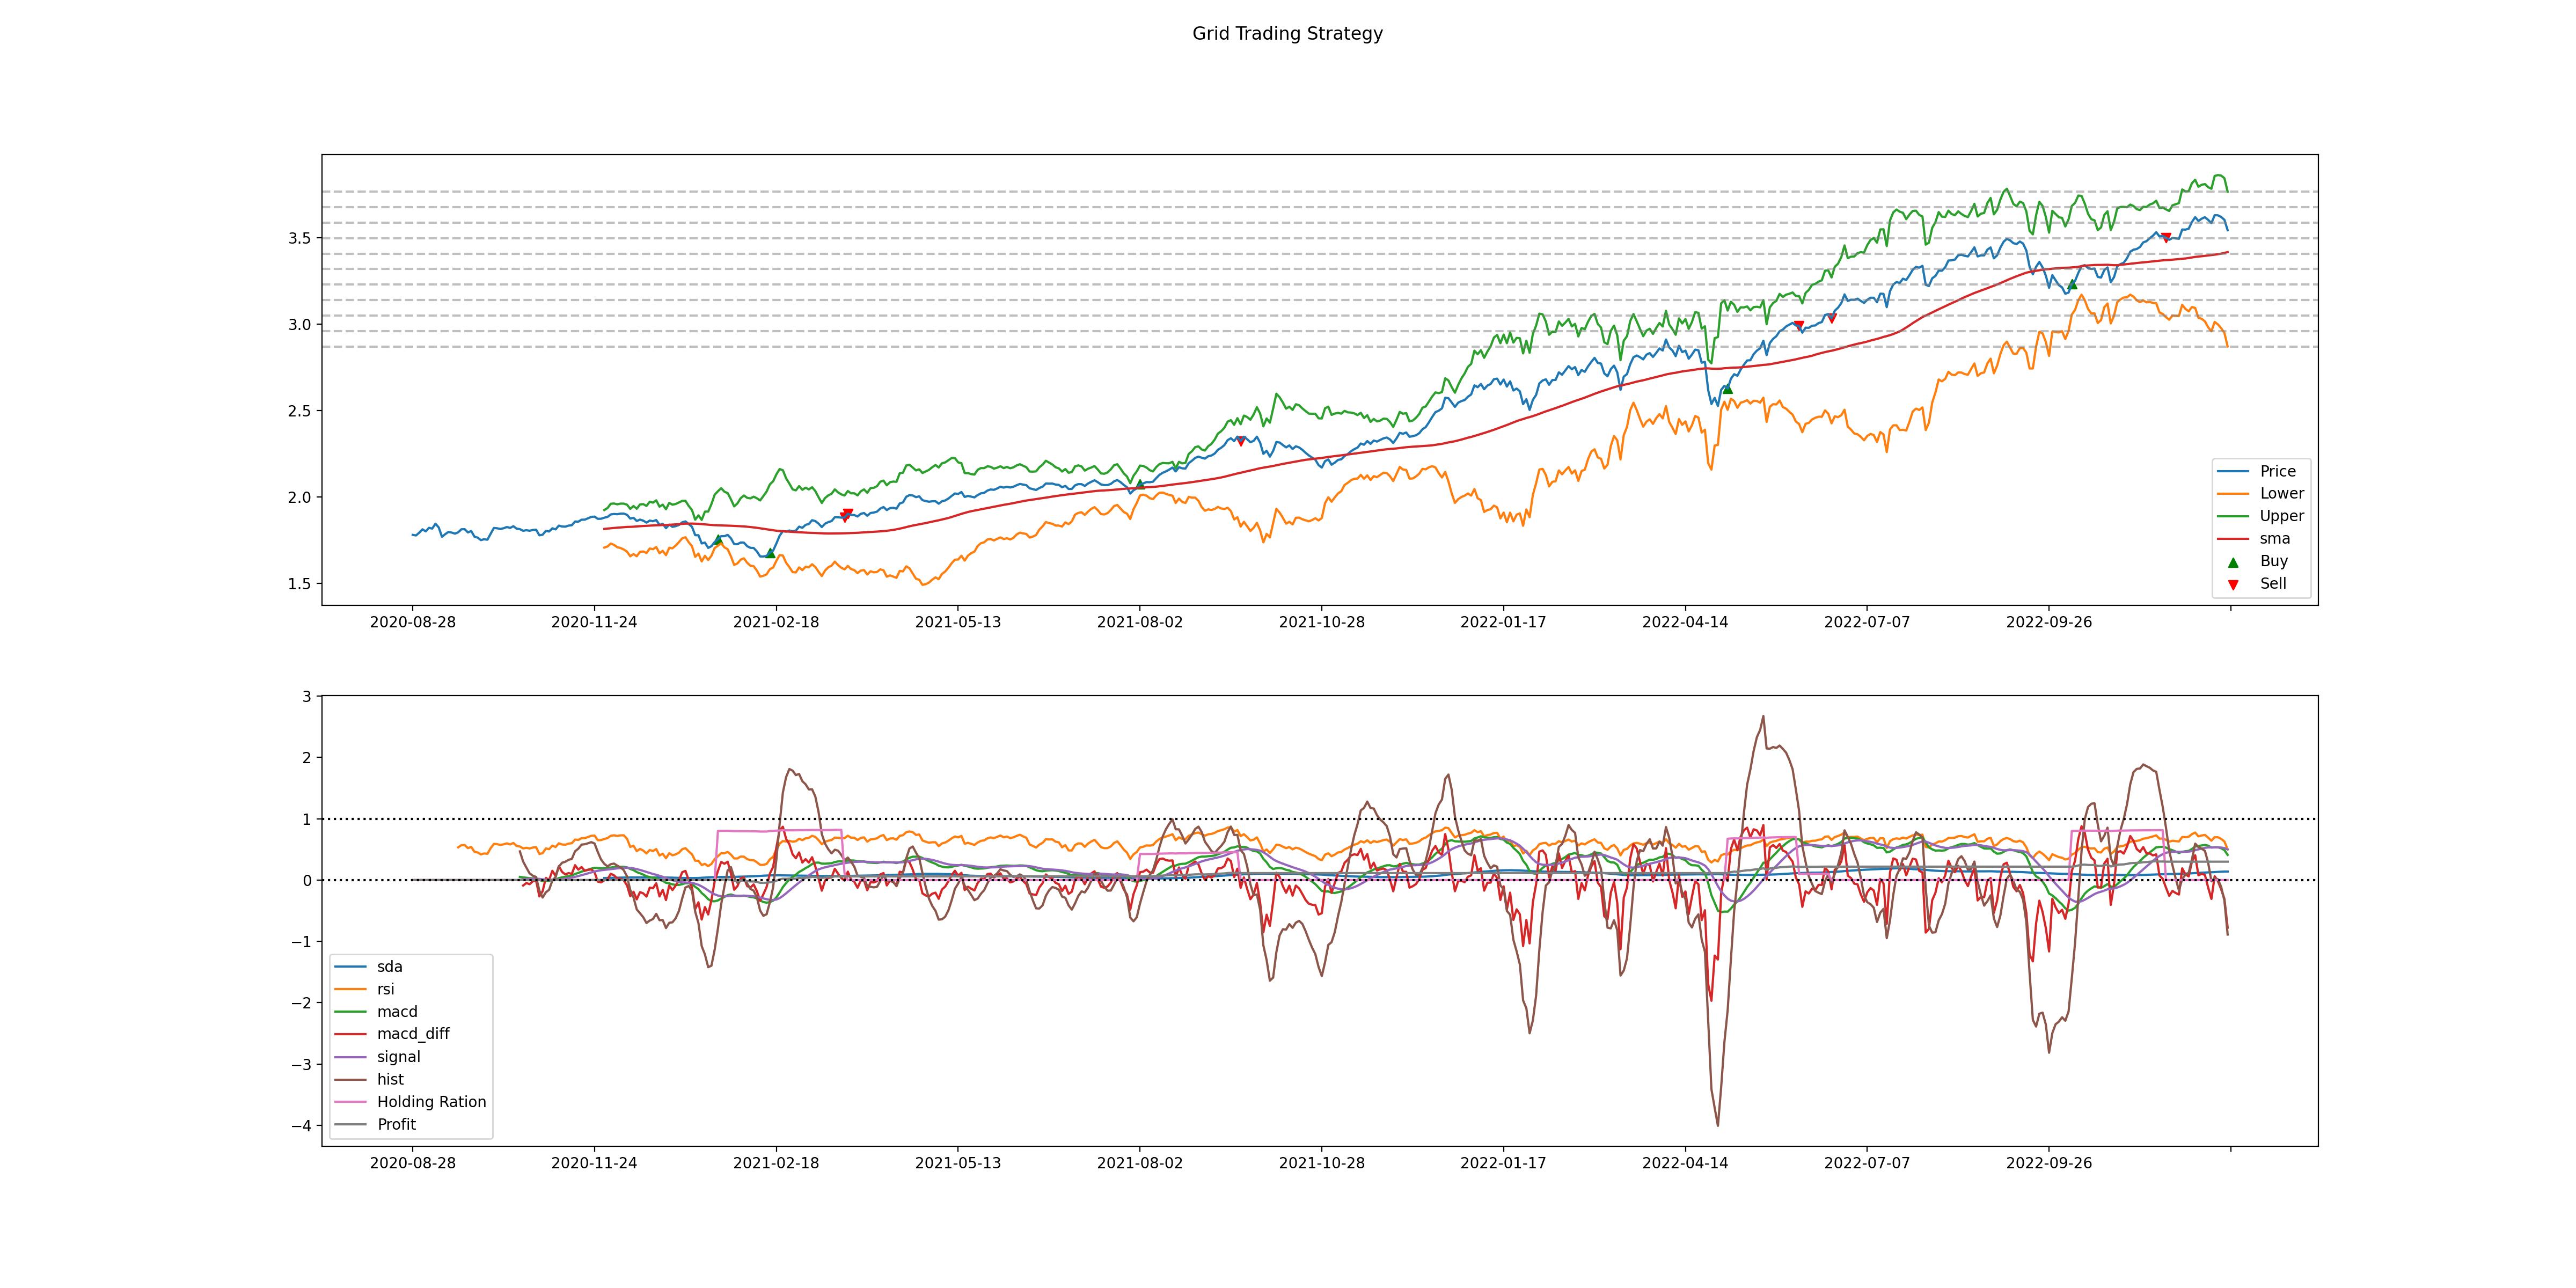 Grid Trading Strategy
3.5
3.0
2.5
2.0
1.5
Price
Lower
Upper
sma
Buy
Sell
2020-08-28 2020-11-24 2021-02-18 2021-05-13 2021-08-02 2021-10-28 2022-01-17 2022-04-14 2022-07-07 2022-09-26
3
2
1
0
−1
−2
−3
−4
sda
rsi
macd
macd_diff
signal
hist
Holding Ration
Profit
2020-08-28 2020-11-24 2021-02-18 2021-05-13 2021-08-02 2021-10-28 2022-01-17 2022-04-14 2022-07-07 2022-09-26